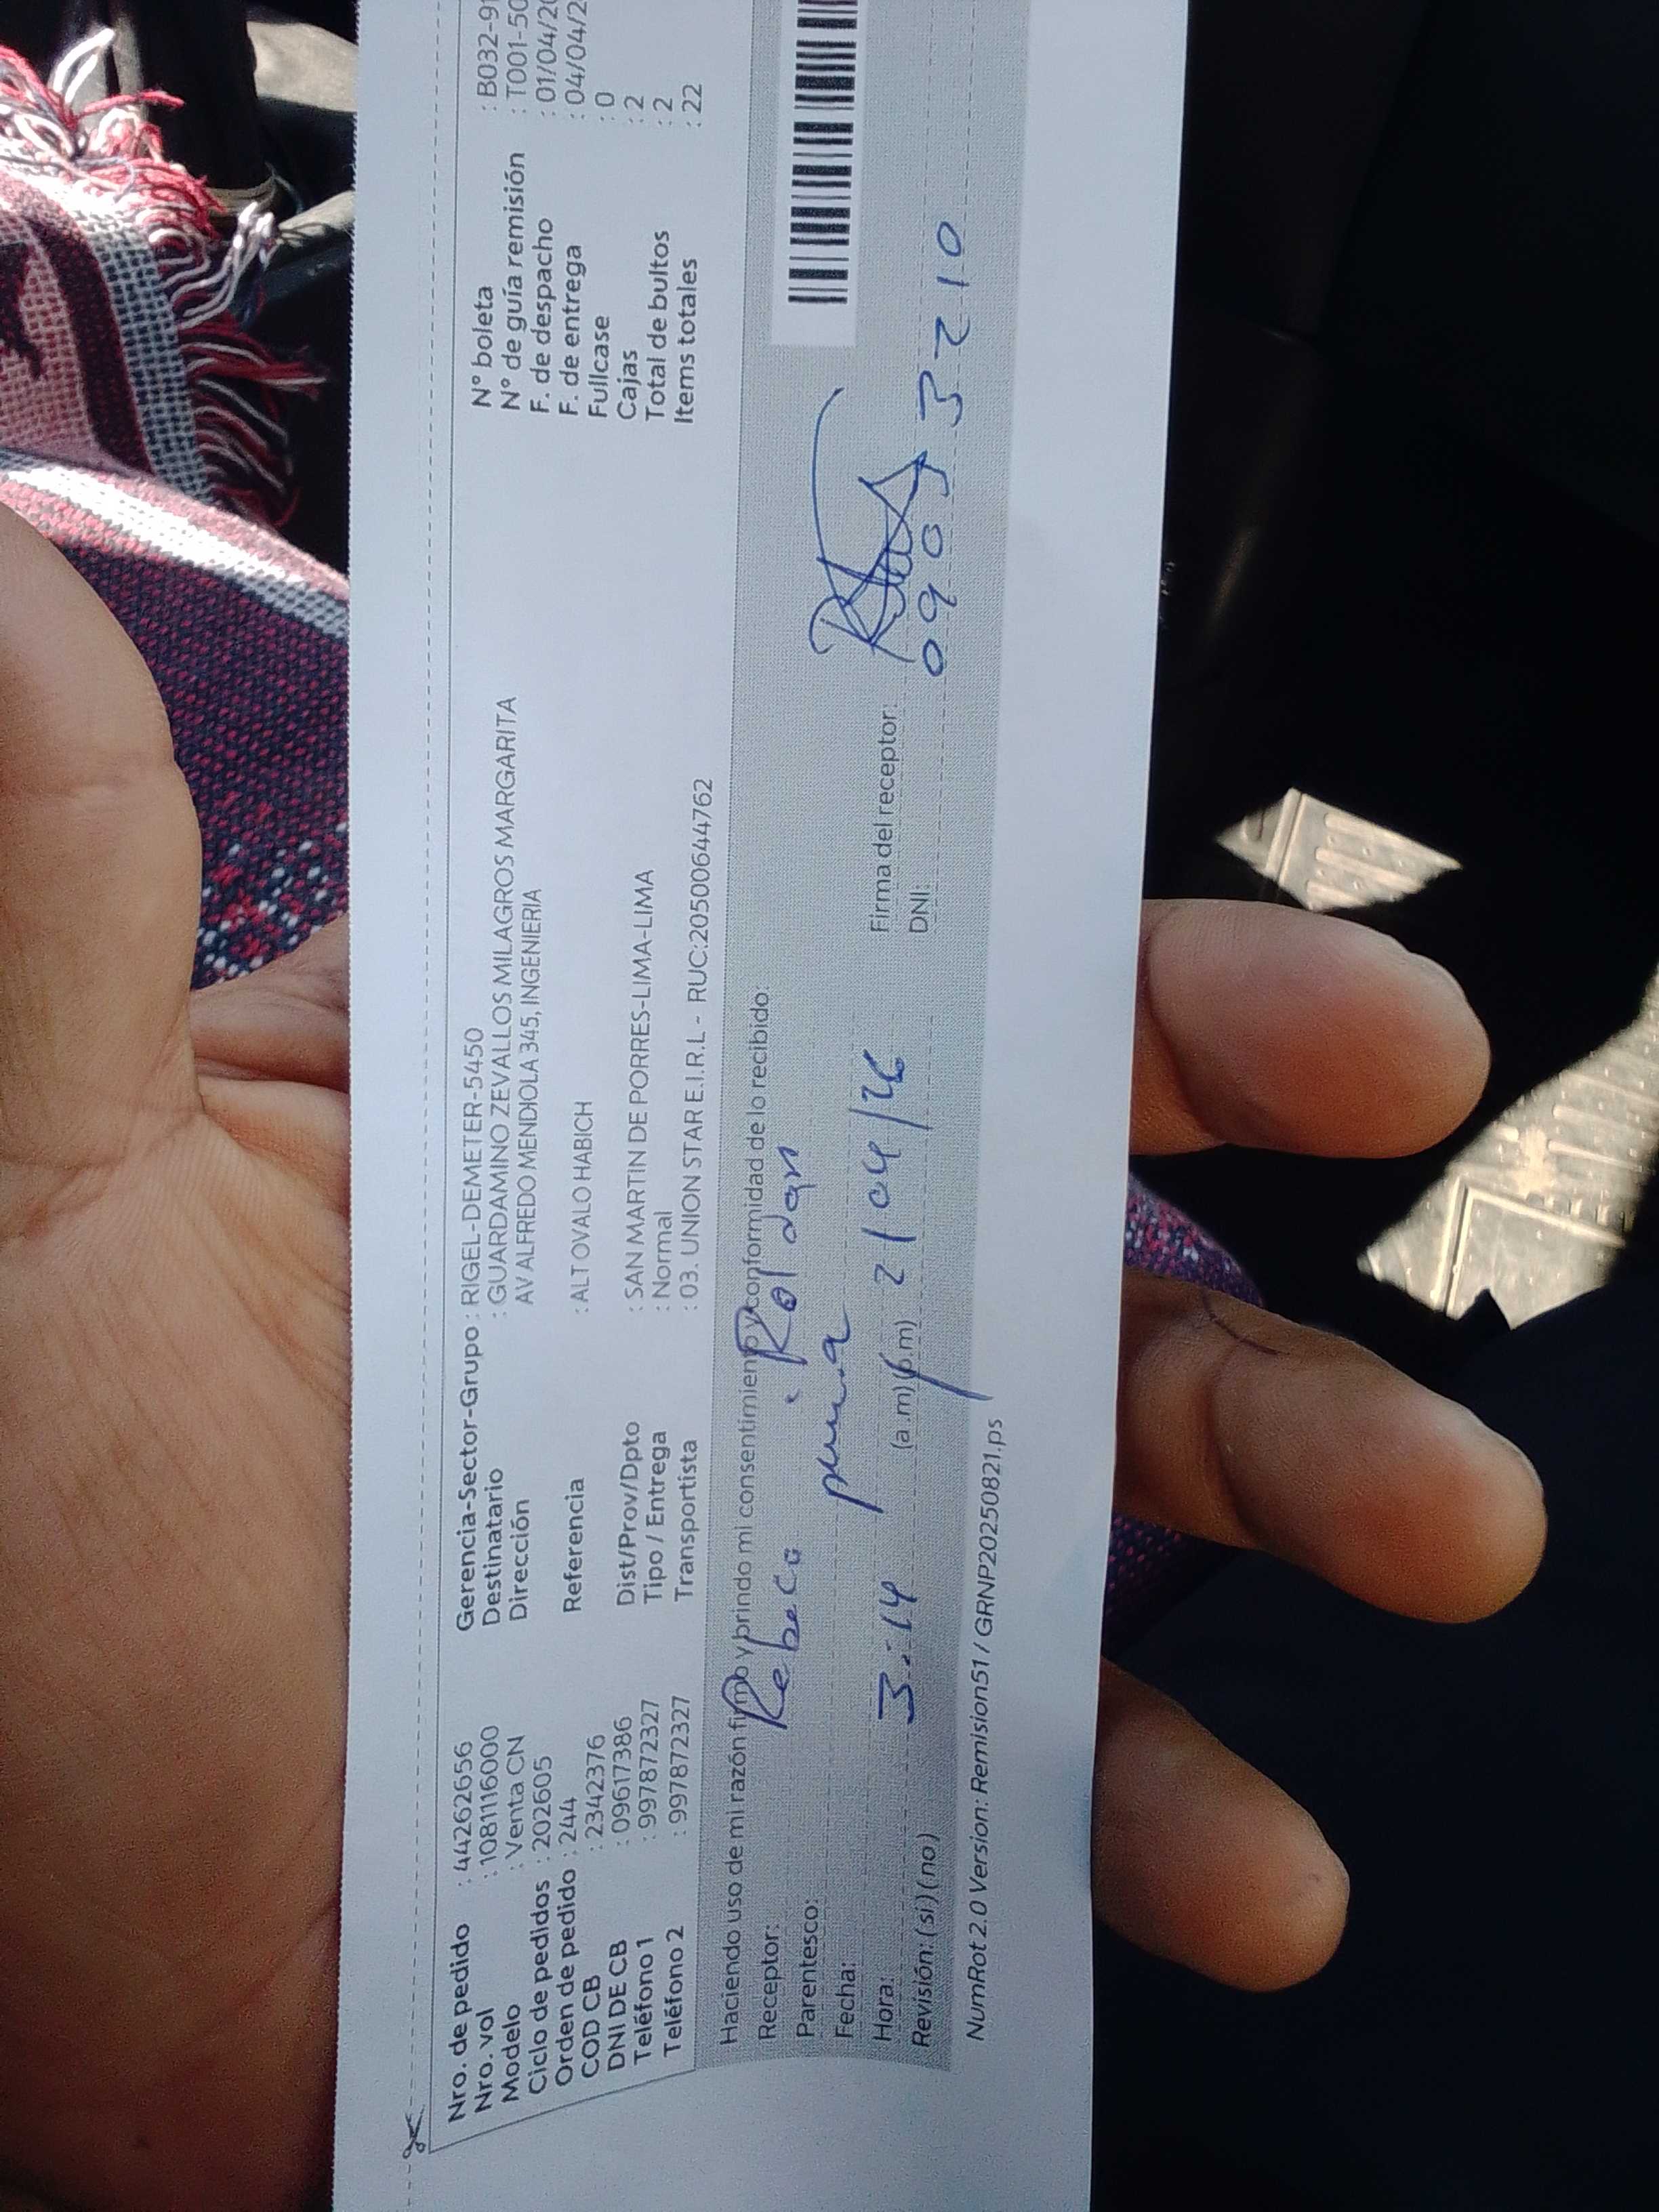 Nro. de pedido : 44262656
Nro. vol : 108116000
Modelo : Venta CN
Ciclo de pedidos : 202605
Orden de pedido : 244
COD CB : 2342376
DNI DE CB : 09617386
Teléfono 1 : 997872327
Teléfono 2 : 997872327
Gerencia-Sector-Grupo : RIGEL-DEMETER-5450
Destinatario : GUARDAMINO ZEVALLOS MILAGROS MARGARITA
Dirección AV ALFREDO MENDIOLA 345, INGENIERIA
Referencia : ALT OVALO HABICH
Dist/Prov/Dpto : SAN MARTIN DE PORRES-LIMA-LIMA
Tipo / Entrega : Normal
Transportista : 03. UNION STAR E.I.R.L - RUC:20500644762
N° boleta : B032-9
N° de guía remisión : T001-50
F. de despacho : 01/04/20
F. de entrega : 04/04/2
Fullcase : 0
Cajas : 2
Total de bultos : 2
Items totales : 22
Haciendo uso de mi razón firmo y brindo mi consentimiento y conformidad de lo recibido:
Receptor: Rebeca Roldan
Parentesco:
Fecha: 2/04/26
Hora: 3:14 (a.m) (p.m)
Revisión: (si) (no)
Firma del receptor:
DNI: 09053210
NumRot 2.0 Version: Remision51 / GRNP20250821.ps